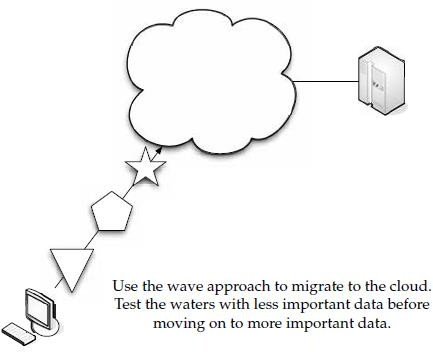 Use the wave approach to migrate to the cloud.
Test the waters with less important data before
moving on to more important data.